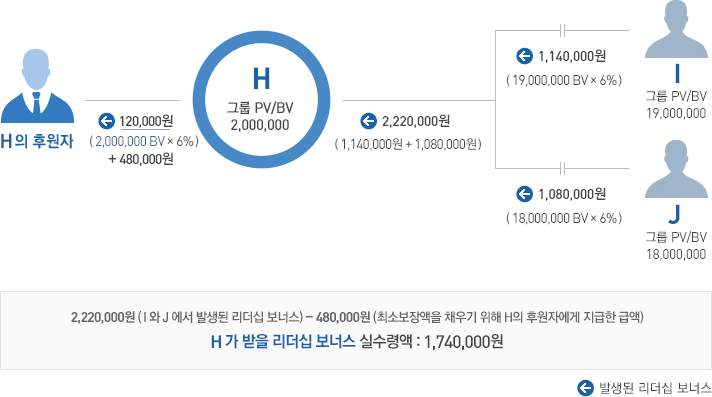 H의 후원자
120,000원
( 2,000,000 BV × 6%)
+ 480,000원
H
그룹 PV/BV
2,000,000
2,220,000원
( 1,140,000원 + 1,080,000원)
1,140,000원
( 19,000,000 BV × 6%)
I
그룹 PV/BV
19,000,000
1,080,000원
( 18,000,000 BV × 6%)
J
그룹 PV/BV
18,000,000
2,220,000원 ( I 와 J 에서 발생된 리더십 보너스) – 480,000원 (최소보장액을 채우기 위해 H의 후원자에게 지급한 금액)
H 가 받을 리더십 보너스 실수령액 : 1,740,000원
발생된 리더십 보너스